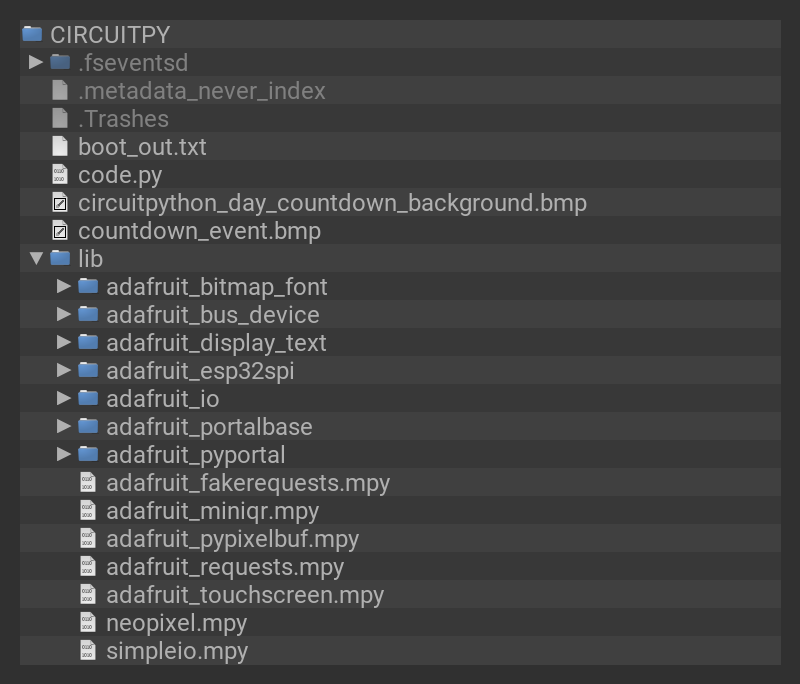 CIRCUITPY
.fseventsd
.metadata_never_index
.Trashes
boot_out.txt
code.py
circuitpython_day_countdown_background.bmp
countdown_event.bmp
lib
adafruit_bitmap_font
adafruit_bus_device
adafruit_display_text
adafruit_esp32spi
adafruit_io
adafruit_portalbase
adafruit_pyportal
adafruit_fakerequests.mpy
adafruit_miniqr.mpy
adafruit_pypixelbuf.mpy
adafruit_requests.mpy
adafruit_touchscreen.mpy
neopixel.mpy
simpleio.mpy